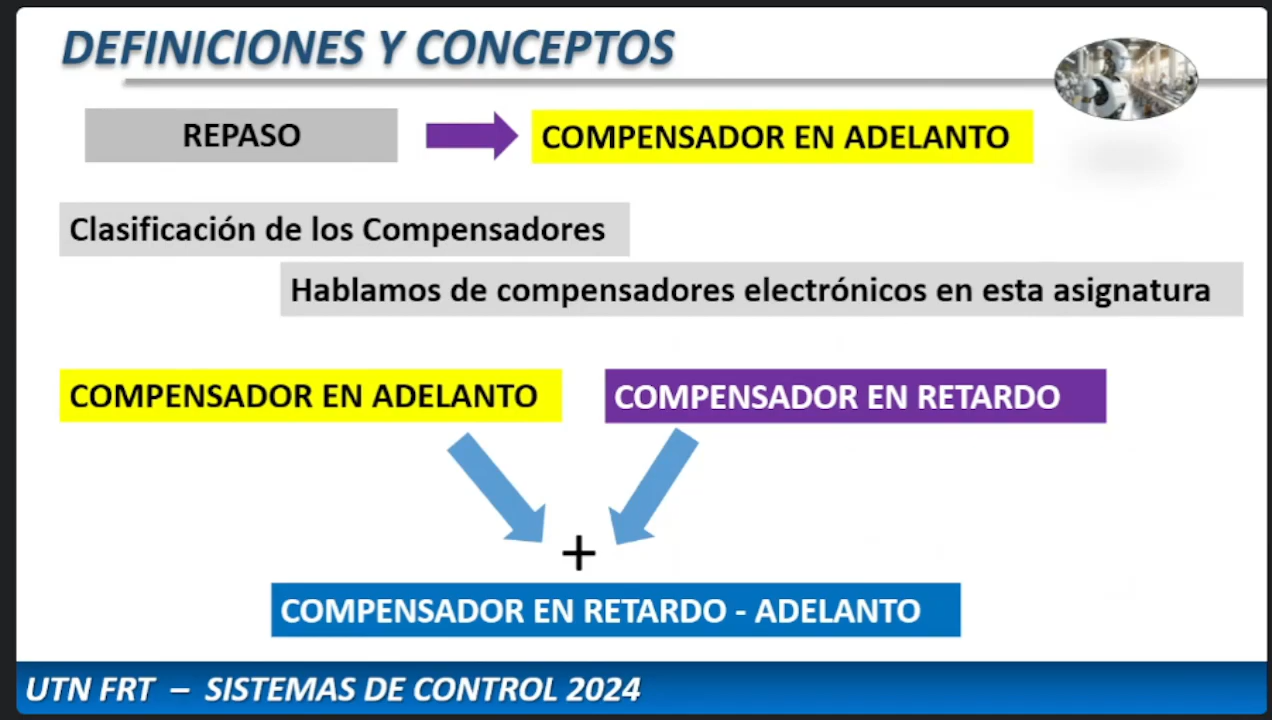 DEFINICIONES Y CONCEPTOS
REPASO
COMPENSADOR EN ADELANTO
Clasificación de los Compensadores
Hablamos de compensadores electrónicos en esta asignatura
COMPENSADOR EN ADELANTO
COMPENSADOR EN RETARDO
+
COMPENSADOR EN RETARDO - ADELANTO
UTN FRT – SISTEMAS DE CONTROL 2024